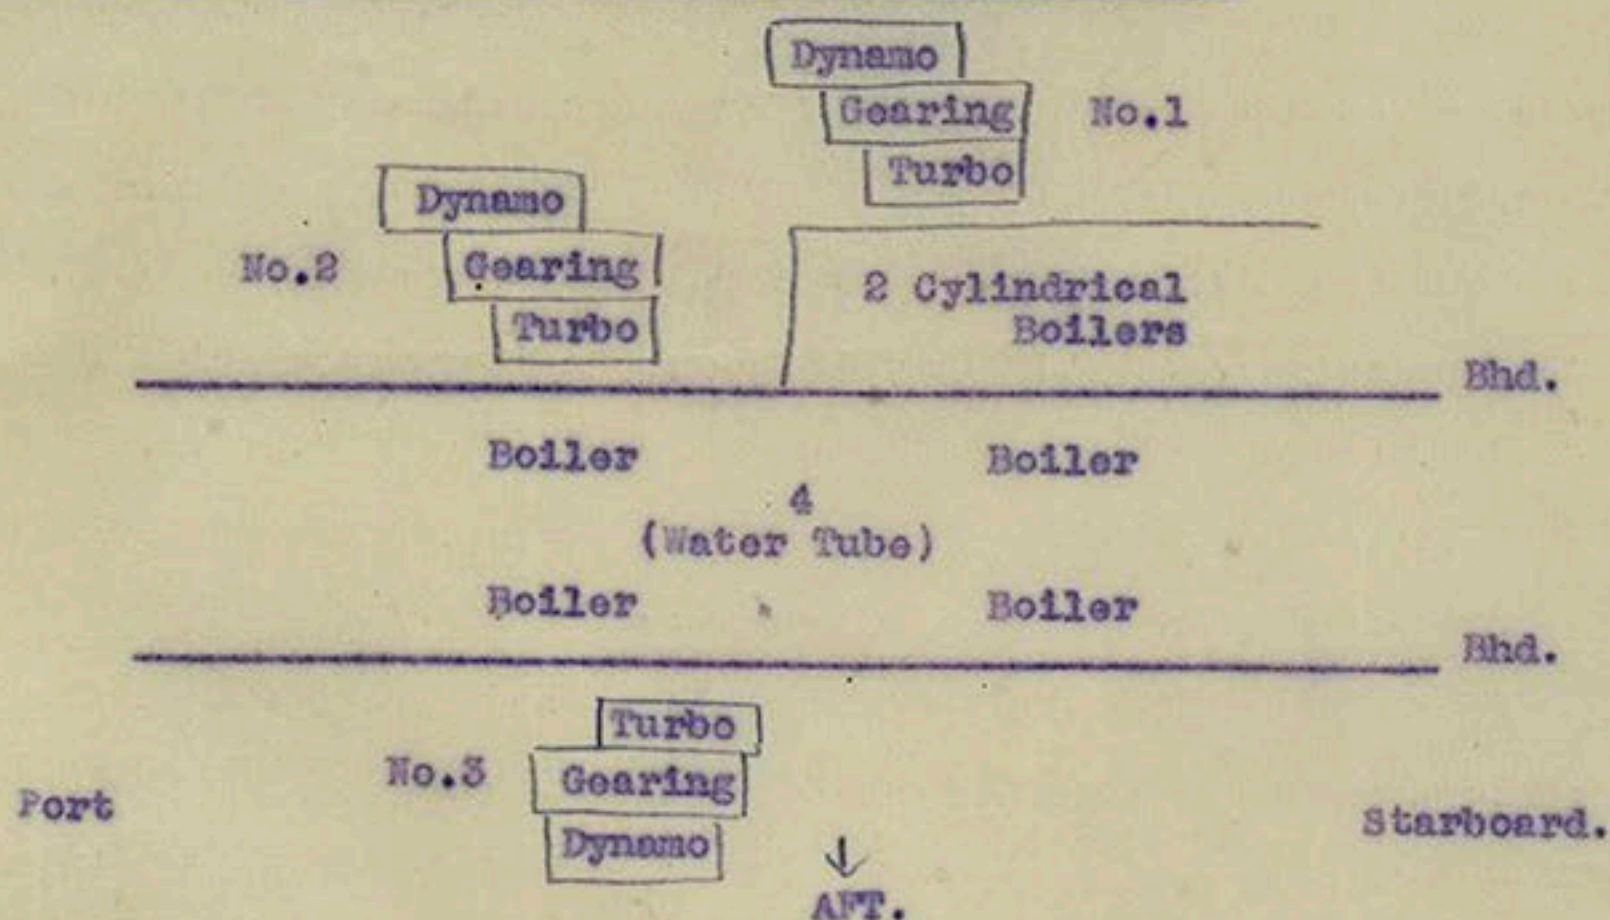 Dynamo
Gearing No.1
Turbo
Dynamo
No.2 Gearing
Turbo
2 Cylindrical
Boilers
Bhd.
Boiler Boiler
4
(Water Tube)
Boiler Boiler
Bhd.
Turbo
No.3 Gearing
Port Starboard.
Dynamo
↓
AFT.